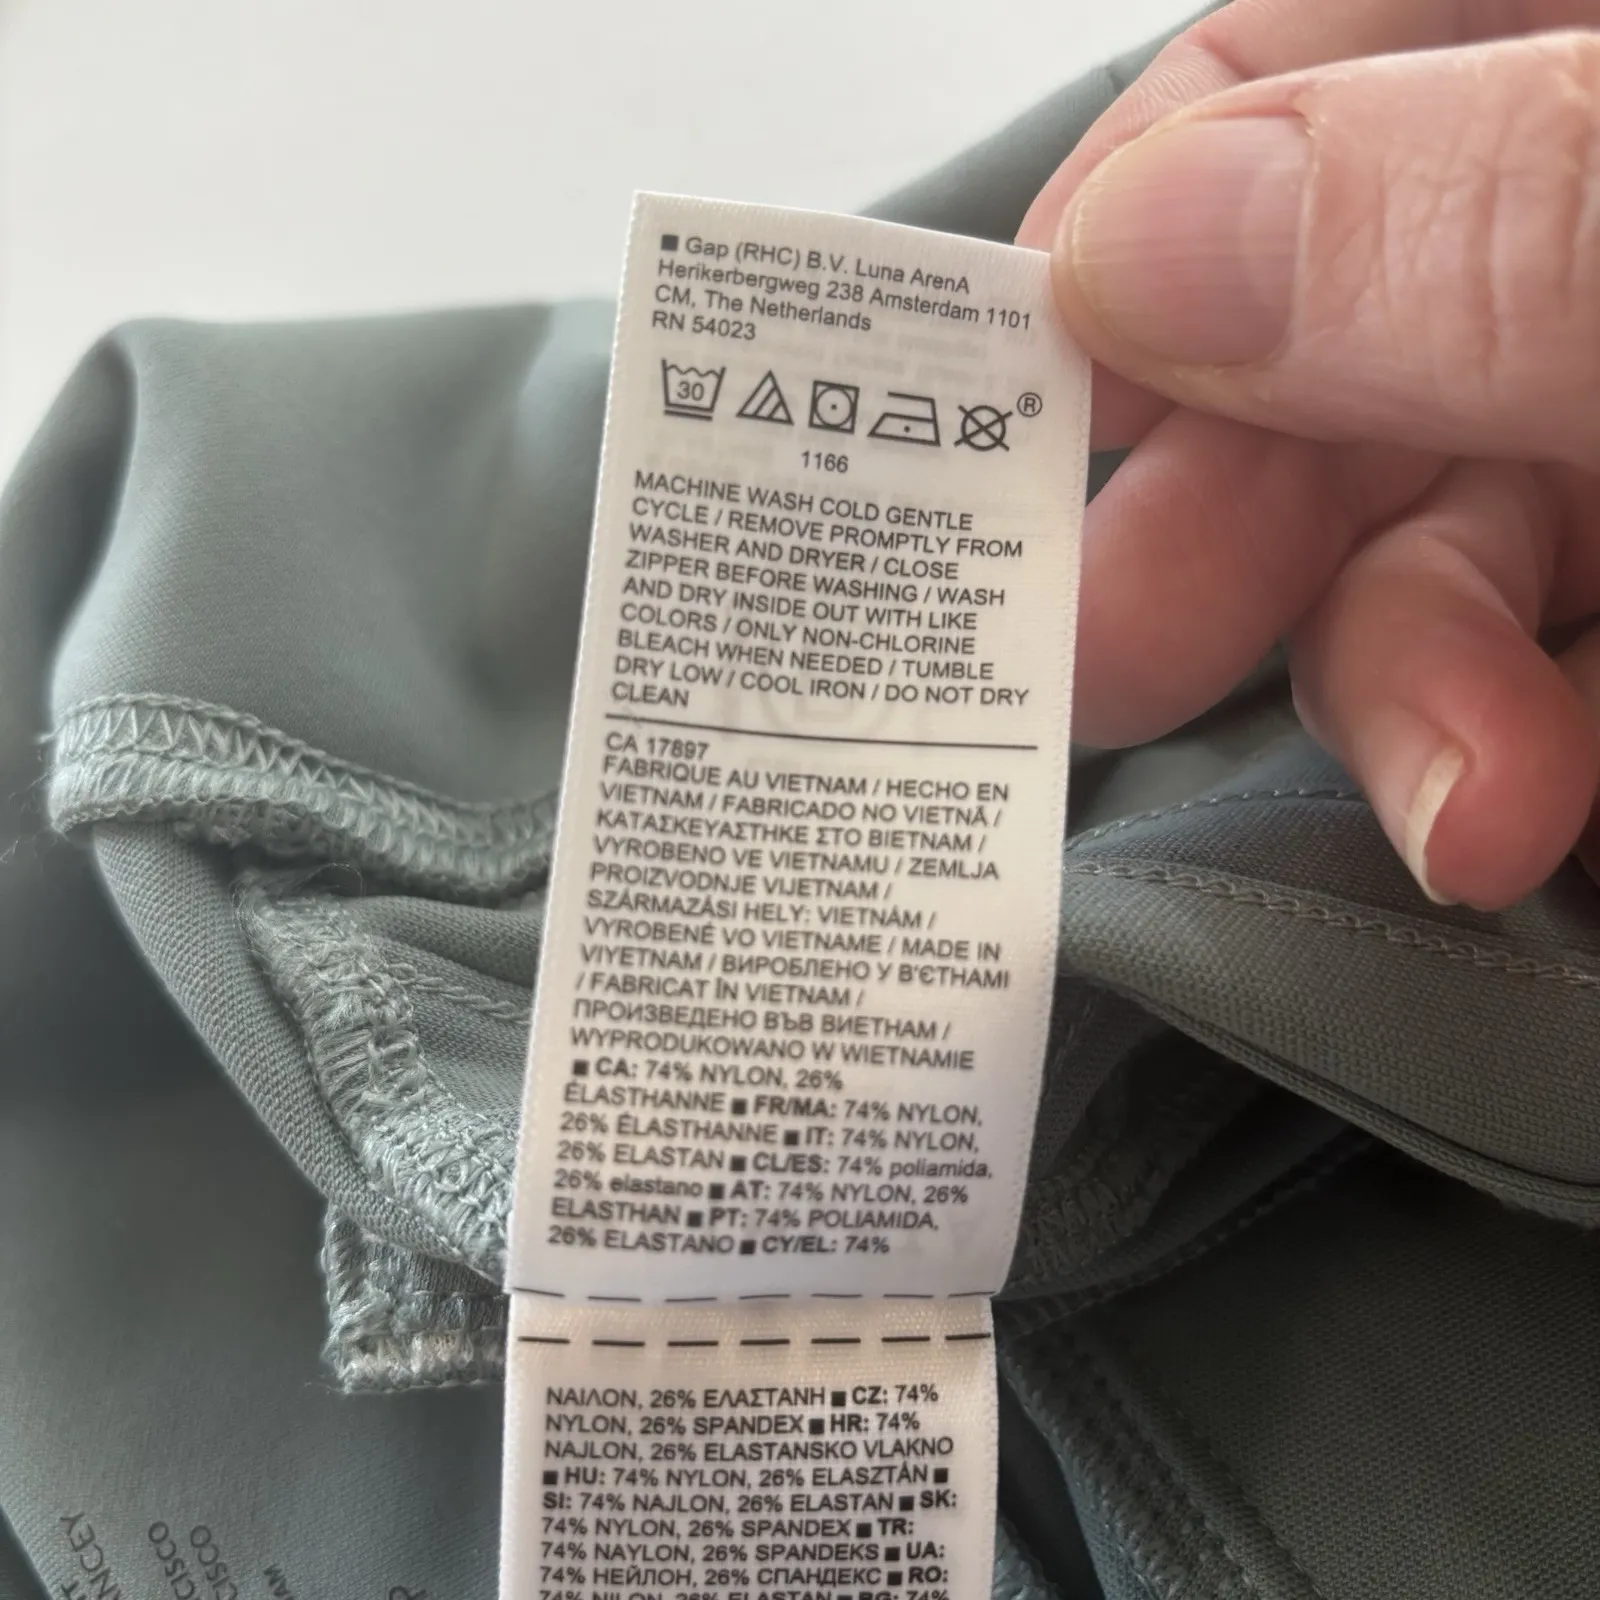 ■ Gap (RHC) B.V. Luna ArenA
Herikerbergweg 238 Amsterdam 1101
CM, The Netherlands
RN 54023
30
®
1166
MACHINE WASH COLD GENTLE
CYCLE / REMOVE PROMPTLY FROM
WASHER AND DRYER / CLOSE
ZIPPER BEFORE WASHING / WASH
AND DRY INSIDE OUT WITH LIKE
COLORS / ONLY NON-CHLORINE
BLEACH WHEN NEEDED / TUMBLE
DRY LOW / COOL IRON / DO NOT DRY
CLEAN
CA 17897
FABRIQUE AU VIETNAM / HECHO EN
VIETNAM / FABRICADO NO VIETNÃ /
ΚΑΤΑΣΚΕΥΑΣΤΗΚΕ ΣΤΟ ΒΙΕΤΝΑΜ /
VYROBENO VE VIETNAMU / ZEMLJA
PROIZVODNJE VIJETNAM /
SZÁRMAZÁSI HELY: VIETNÁM /
VYROBENÉ VO VIETNAME / MADE IN
VIYETNAM / ВИРОБЛЕНО У В'ЄТНАМІ
/ FABRICAT ÎN VIETNAM /
ПРОИЗВЕДЕНО ВЪВ ВИЕТНАМ /
WYPRODUKOWANO W WIETNAMIE
■ CA: 74% NYLON, 26%
ÉLASTHANNE ■ FR/MA: 74% NYLON,
26% ÉLASTHANNE ■ IT: 74% NYLON,
26% ELASTAN ■ CL/ES: 74% poliamida,
26% elastano ■ AT: 74% NYLON, 26%
ELASTHAN ■ PT: 74% POLIAMIDA,
26% ELASTANO ■ CY/EL: 74%
ΝΑΙΛΟΝ, 26% ΕΛΑΣΤΑΝΗ ■ CZ: 74%
NYLON, 26% SPANDEX ■ HR: 74%
NAJLON, 26% ELASTANSKO VLAKNO
■ HU: 74% NYLON, 26% ELASZTÁN ■
SI: 74% NAJLON, 26% ELASTAN ■ SK:
74% NYLON, 26% SPANDEX ■ TR:
74% NAYLON, 26% SPANDEKS ■ UA:
74% НЕЙЛОН, 26% СПАНДЕКС ■ RO:
74% NILON, 26% ELASTAN ■ BG: 74%